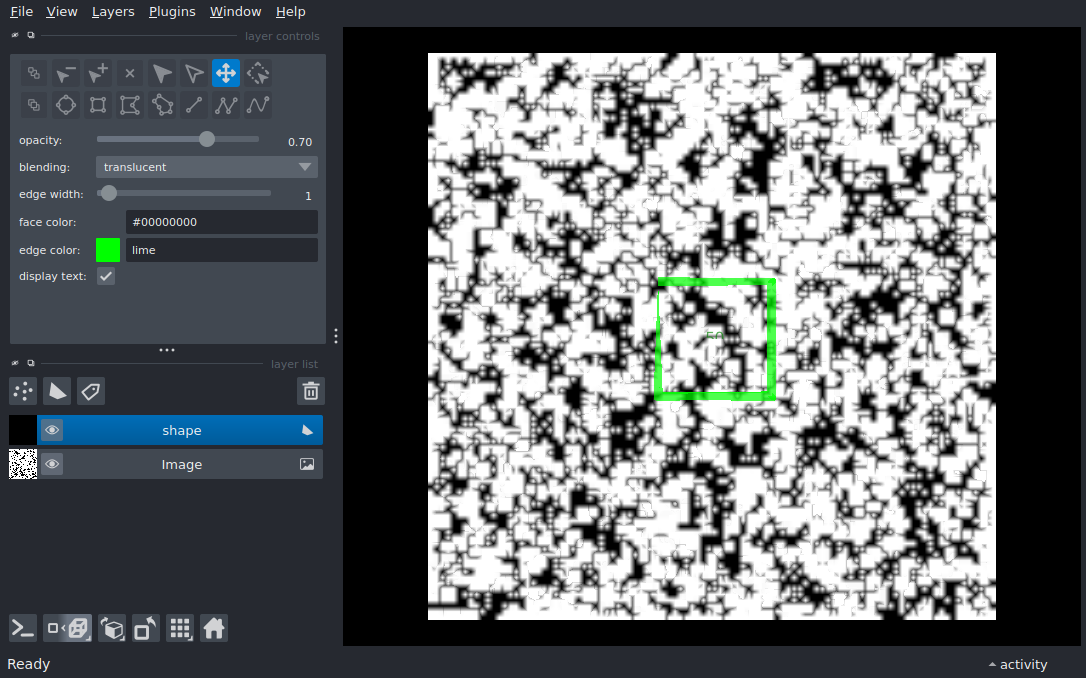 File View Layers Plugins Window Help
layer controls
opacity: 0.70
blending: translucent
edge width: 1
face color: #00000000
edge color: lime
display text:
layer list
shape
Image
Ready
activity